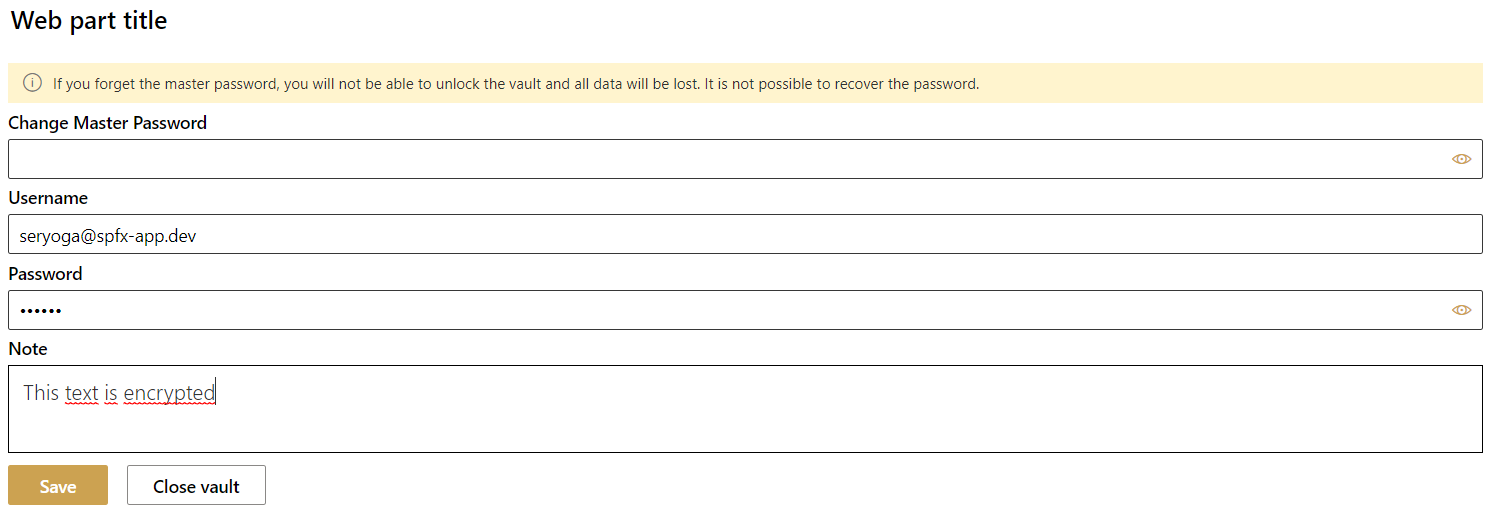 Web part title
If you forget the master password, you will not be able to unlock the vault and all data will be lost. It is not possible to recover the password.
Change Master Password
Username
seryoga@spfx-app.dev
Password
••••••
Note
This text is encrypted
Save
Close vault